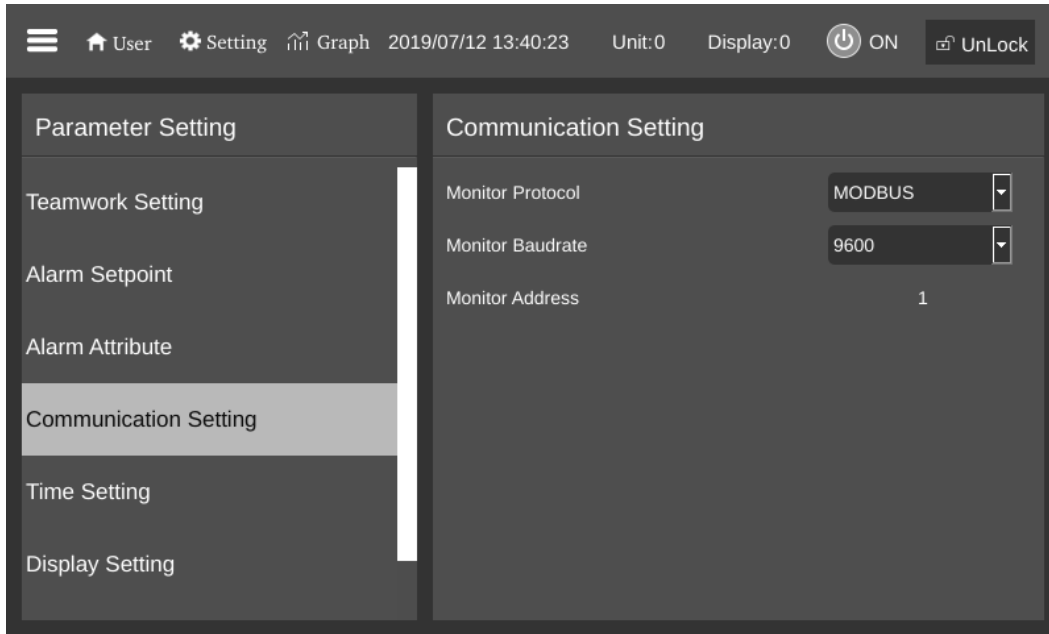 User Setting Graph 2019/07/12 13:40:23 Unit:0 Display:0 ON UnLock
Parameter Setting
Teamwork Setting
Alarm Setpoint
Alarm Attribute
Communication Setting
Time Setting
Display Setting
Communication Setting
Monitor Protocol MODBUS
Monitor Baudrate 9600
Monitor Address 1